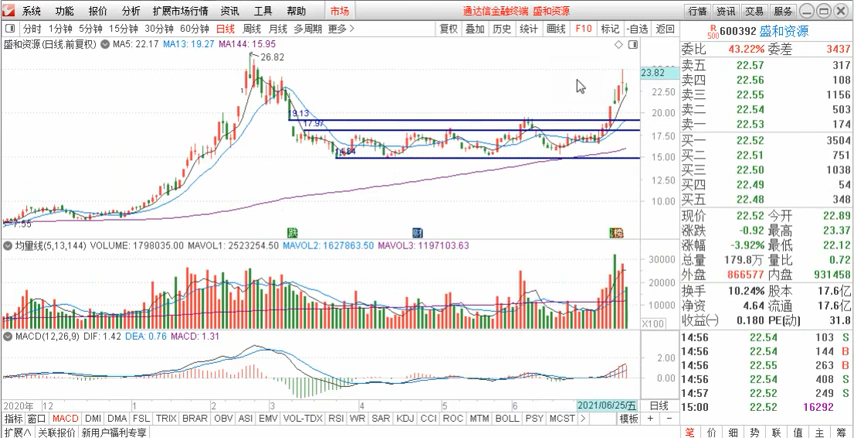 系统 功能 报价 分析 扩展市场行情 资讯 工具 帮助 市场 通达信金融终端 盛和资源 行情 资讯 交易 服务
分时 1分钟 5分钟 15分钟 30分钟 60分钟 日线 周线 月线 多周期 更多> 复权 叠加 历史 统计 画线 F10 标记 -自选 返回
R 500 600392 盛和资源
盛和资源(日线.前复权) MA5: 22.17 MA13: 19.27 MA144: 15.95
委比 43.22% 委差 3437
卖五 22.57 317
卖四 22.56 108
卖三 22.55 1156
卖二 22.54 503
卖一 22.53 174
买一 22.52 3504
买二 22.51 751
买三 22.50 1038
买四 22.49 54
买五 22.48 348
现价 22.52 今开 22.89
涨跌 -0.92 最高 23.37
涨幅 -3.92% 最低 22.12
总量 179.8万 量比 0.72
外盘 866577 内盘 931458
换手 10.24% 股本 17.6亿
净资 4.64 流通 17.6亿
收益(一) 0.180 PE(动) 31.8
14:56 22.54 103 S
14:56 22.54 144 B
14:56 22.55 263 B
14:56 22.54 408 S
14:57 22.52 249 S
15:00 22.52 16292
26.82
23.82
22.50
20.00
19.13
17.97
17.50
14.84
15.00
12.50
10.00
7.55
跌
财
均量线(5,13,144) VOLUME: 1798035.00 MAVOL1: 2523254.50 MAVOL2: 1627863.50 MAVOL3: 1197103.63
30000
20000
10000
X100
MACD(12,26,9) DIF: 1.42 DEA: 0.76 MACD: 1.31
2.00
0.00
2020年 12 1 2 3 4 5 6 2021/06/25/五 日线
指标 窗口 MACD DMI DMA FSL TRIX BRAR OBV ASI EMV VOL-TDX RSI WR SAR KDJ CCI ROC MTM BOLL PSY MCST > 模板 + -
扩展∧ 关联报价 新用户福利专享 笔 价 细 势 联 值 主 筹